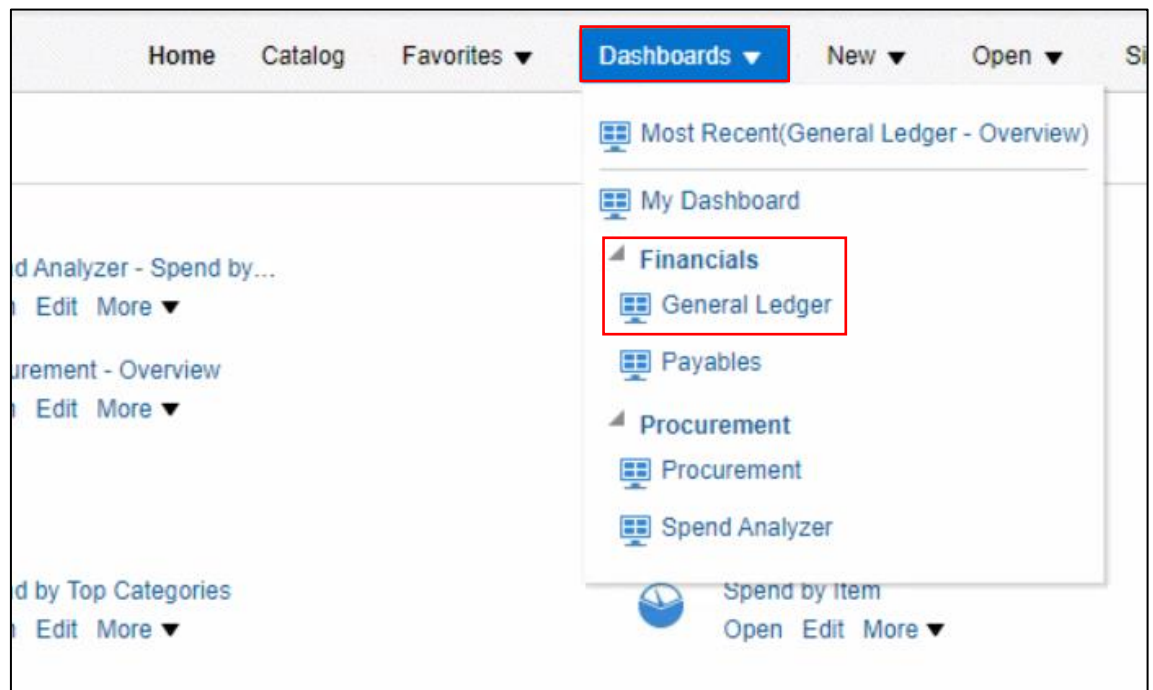 Home Catalog Favorites Dashboards New Open
Most Recent(General Ledger - Overview)
My Dashboard
Financials
General Ledger
Payables
Procurement
Procurement
Spend Analyzer
d Analyzer - Spend by...
Edit More
urement - Overview
Edit More
d by Top Categories
Edit More
Spend by Item
Open Edit More